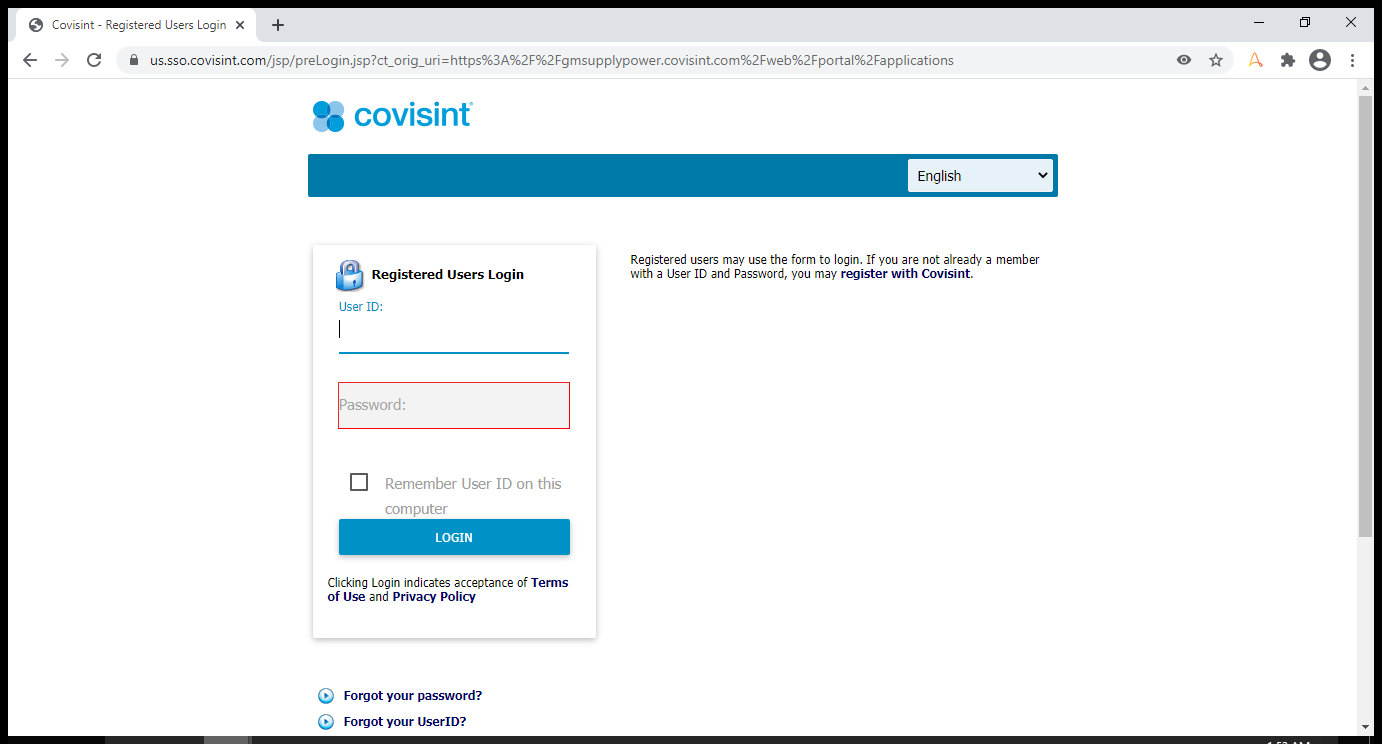 Covisint - Registered Users Login
us.sso.covisint.com/jsp/preLogin.jsp?ct_orig_uri=https%3A%2F%2Fgmsupplypower.covisint.com%2Fweb%2Fportal%2Fapplications
covisint
English
Registered Users Login
User ID:
Password:
Remember User ID on this
computer
LOGIN
Clicking Login indicates acceptance of Terms
of Use and Privacy Policy
Registered users may use the form to login. If you are not already a member
with a User ID and Password, you may register with Covisint.
Forgot your password?
Forgot your UserID?